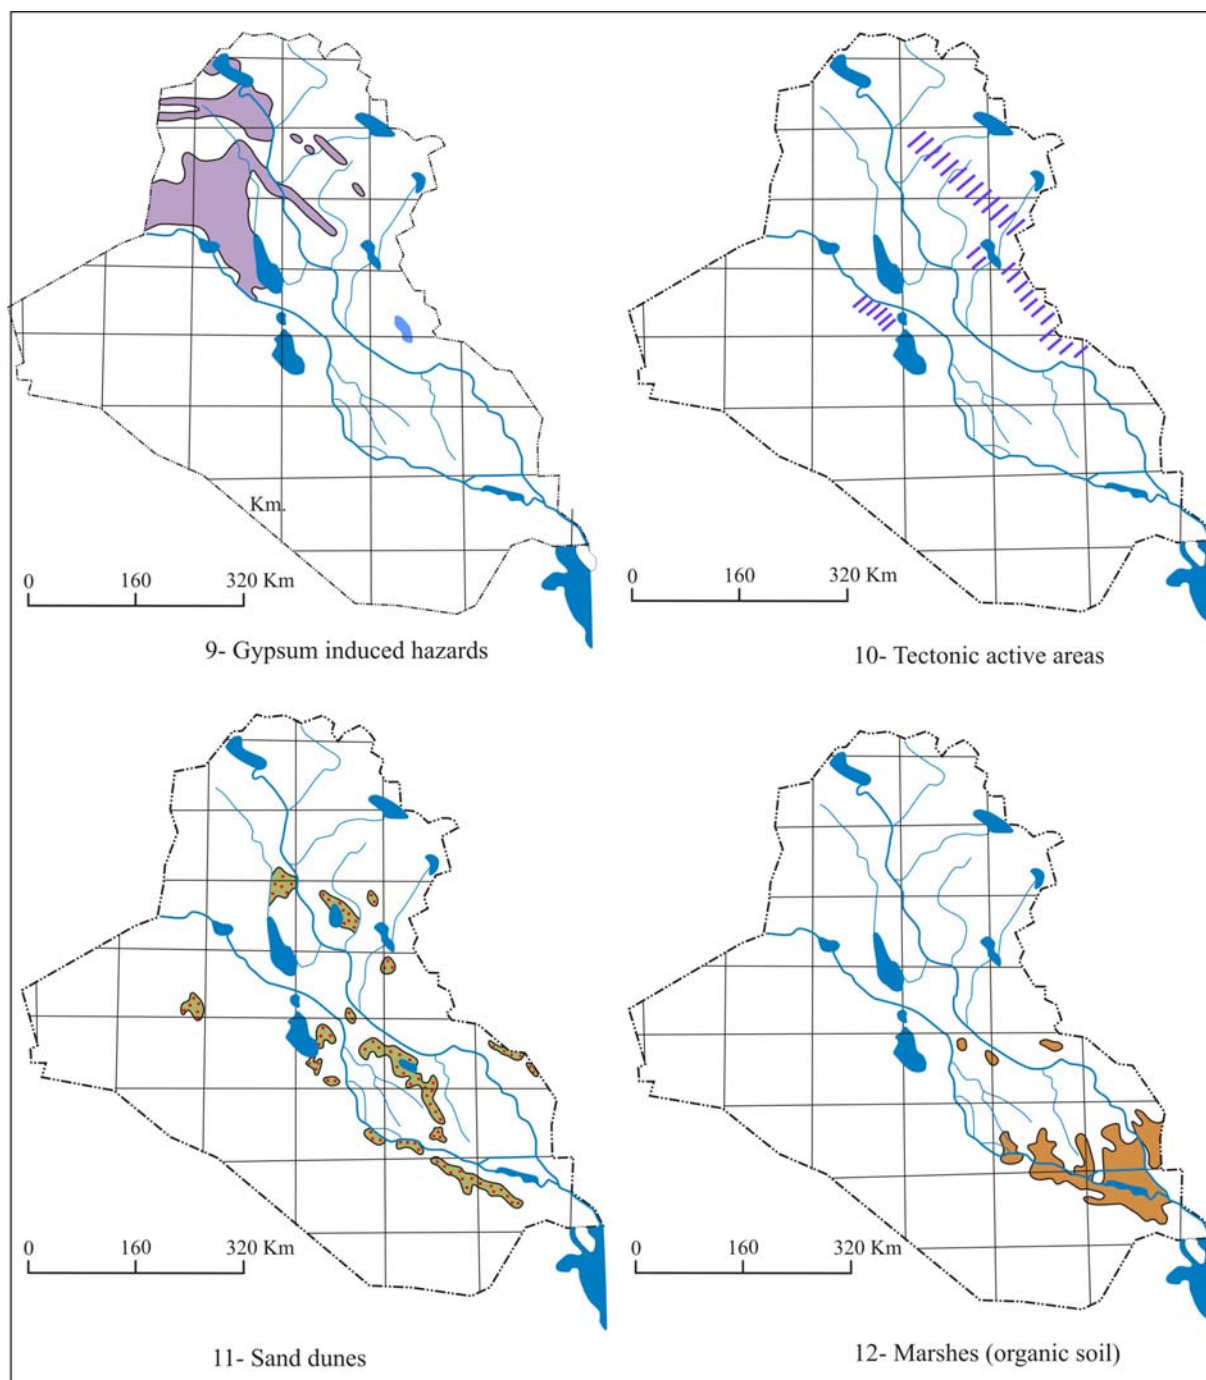 Km.
0 160 320 Km
9- Gypsum induced hazards
0 160 320 Km
10- Tectonic active areas
0 160 320 Km
11- Sand dunes
0 160 320 Km
12- Marshes (organic soil)